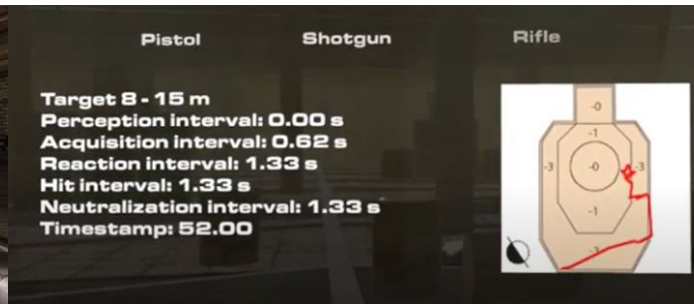 Pistol Shotgun Rifle
Target 8 - 15 m
Perception interval: 0.00 s
Acquisition interval: 0.62 s
Reaction interval: 1.33 s
Hit interval: 1.33 s
Neutralization interval: 1.33 s
Timestamp: 52.00
-0
-1
-3 -0 -3
-1
-3